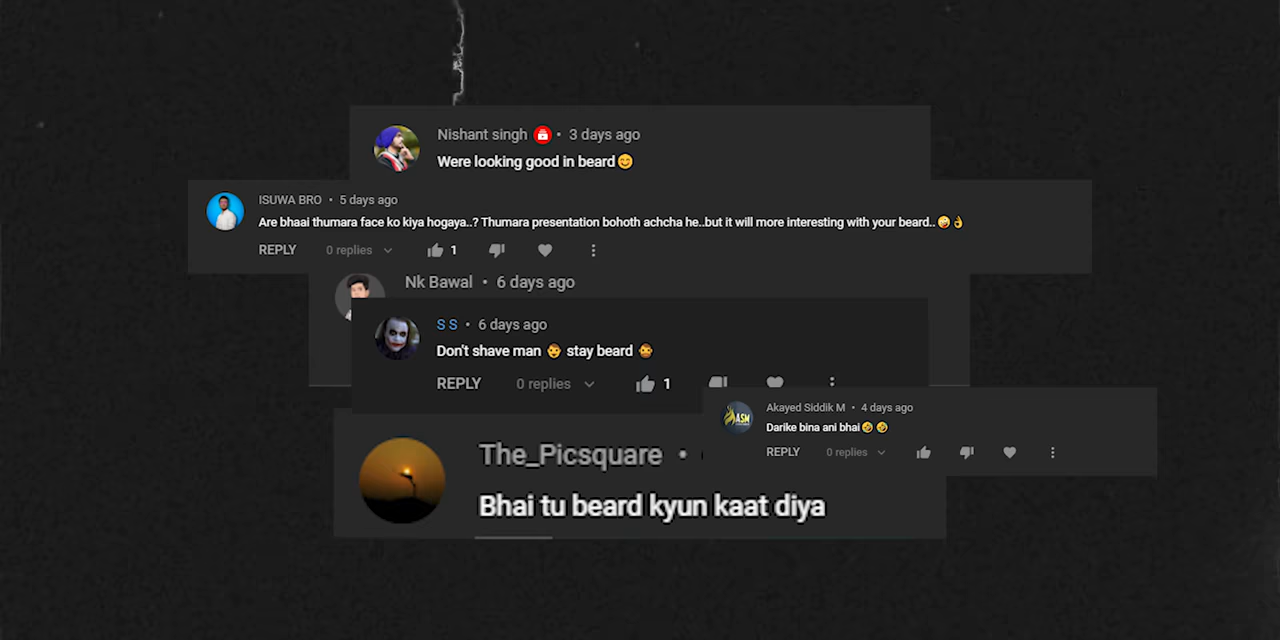 Nishant singh • 3 days ago
Were looking good in beard😊
ISUWA BRO • 5 days ago
Are bhaai thumara face ko kiya hogaya..? Thumara presentation bohoth achcha he..but it will more interesting with your beard..🤪👌
REPLY 0 replies 1
Nk Bawal • 6 days ago
S S • 6 days ago
Don't shave man 👨 stay beard 🧔
REPLY 0 replies 1
Akayed Siddik M • 4 days ago
ASM
Darike bina ani bhai🤣🤣
REPLY 0 replies
The_Picsquare •
Bhai tu beard kyun kaat diya